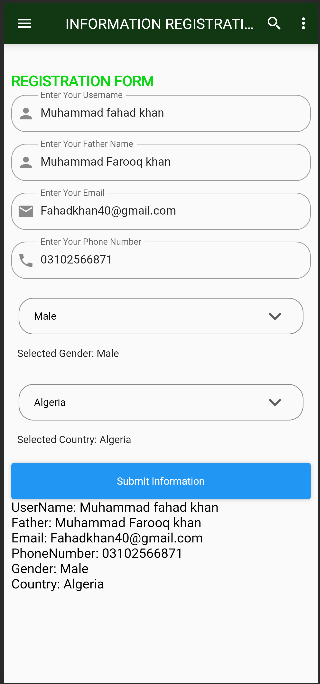 INFORMATION REGISTRATI...
REGISTRATION FORM
Enter Your Username
Muhammad fahad khan
Enter Your Father Name
Muhammad Farooq khan
Enter Your Email
Fahadkhan40@gmail.com
Enter Your Phone Number
03102566871
Male
Selected Gender: Male
Algeria
Selected Country: Algeria
Submit Information
UserName: Muhammad fahad khan
Father: Muhammad Farooq khan
Email: Fahadkhan40@gmail.com
PhoneNumber: 03102566871
Gender: Male
Country: Algeria